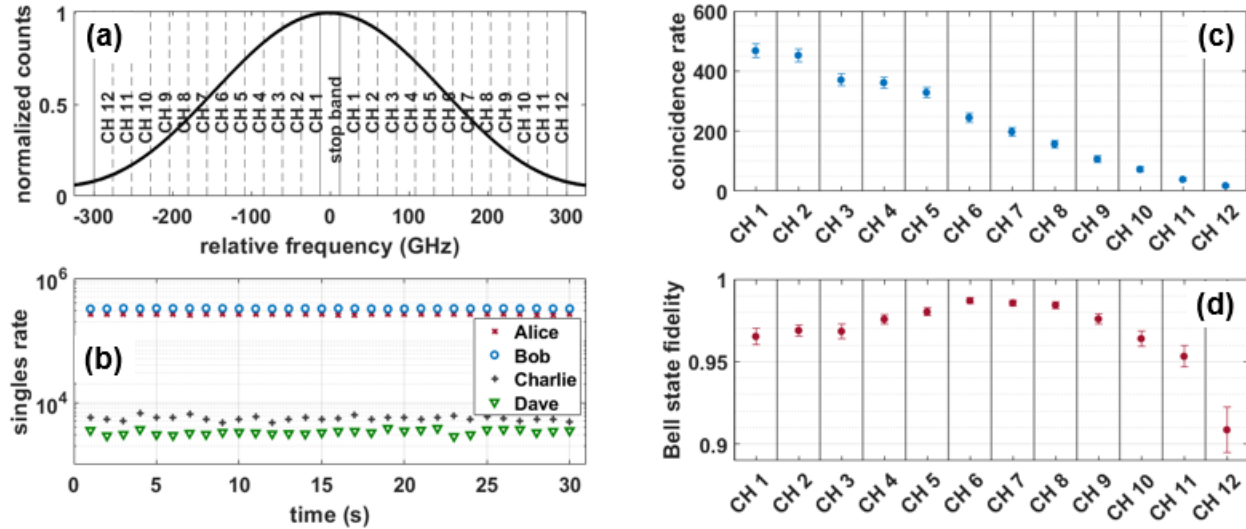 (a)
normalized counts
1
0.5
0
CH 12
CH 11
CH 10
CH 9
CH 8
CH 7
CH 6
CH 5
CH 4
CH 3
CH 2
CH 1
stop band
CH 1
CH 2
CH 3
CH 4
CH 5
CH 6
CH 7
CH 8
CH 9
CH 10
CH 11
CH 12
-300 -200 -100 0 100 200 300
relative frequency (GHz)
(b)
singles rate
10^6
10^4
Alice
Bob
Charlie
Dave
0 5 10 15 20 25 30
time (s)
(c)
coincidence rate
600
400
200
0
CH 1 CH 2 CH 3 CH 4 CH 5 CH 6 CH 7 CH 8 CH 9 CH 10 CH 11 CH 12
(d)
Bell state fidelity
1
0.95
0.9
CH 1 CH 2 CH 3 CH 4 CH 5 CH 6 CH 7 CH 8 CH 9 CH 10 CH 11 CH 12